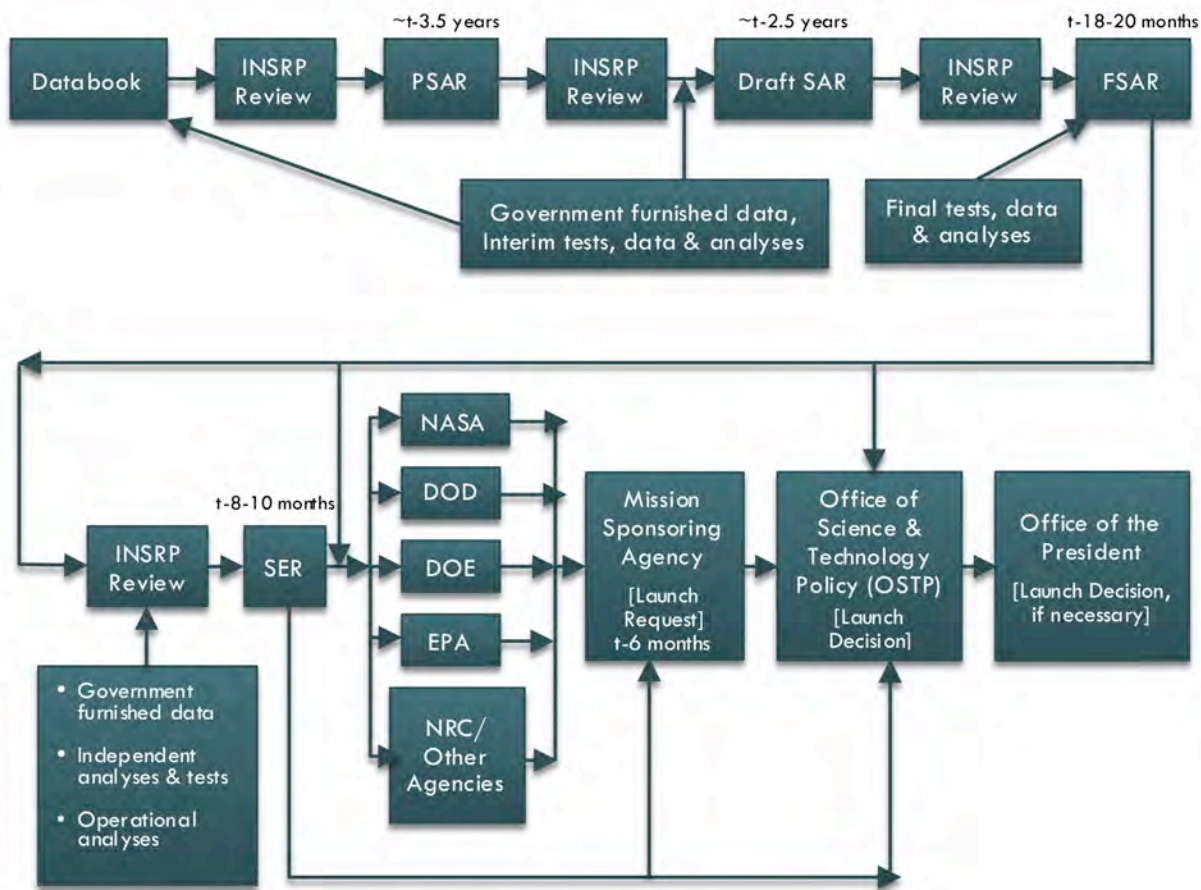 ~t-3.5 years
~t-2.5 years
t-18-20 months
Databook
INSRP
Review
PSAR
INSRP
Review
Draft SAR
INSRP
Review
FSAR
Government furnished data,
Interim tests, data & analyses
Final tests, data
& analyses
t-8-10 months
INSRP
Review
SER
NASA
DOD
DOE
EPA
NRC/
Other
Agencies
Mission
Sponsoring
Agency
[Launch
Request]
t-6 months
Office of
Science &
Technology
Policy (OSTP)
[Launch
Decision]
Office of the
President
[Launch Decision,
if necessary]
• Government
furnished data
• Independent
analyses & tests
• Operational
analyses